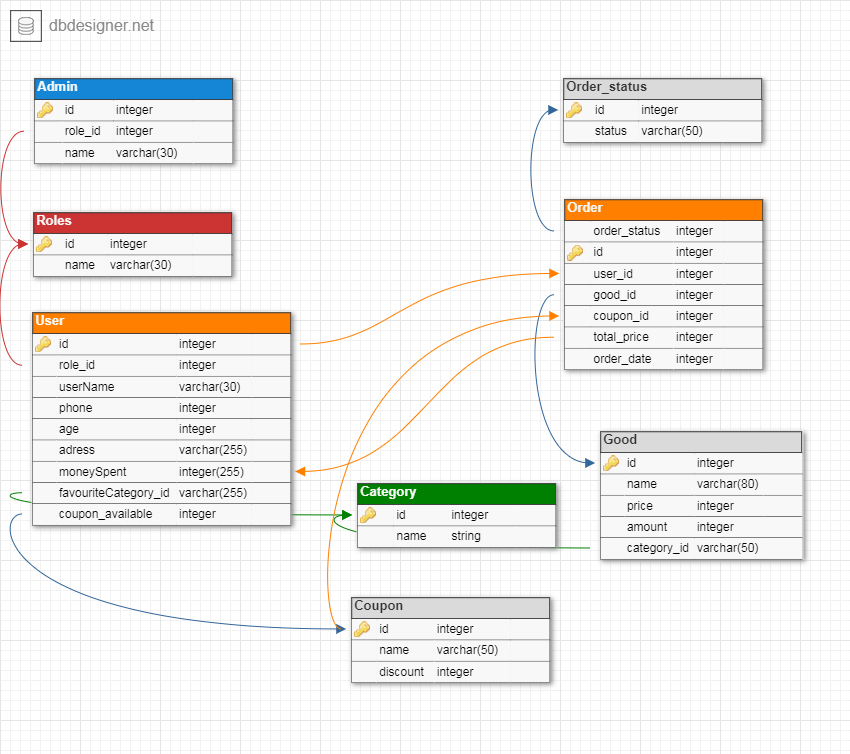 dbdesigner.net
Admin
id integer
role_id integer
name varchar(30)
Roles
id integer
name varchar(30)
User
id integer
role_id integer
userName varchar(30)
phone integer
age integer
adress varchar(255)
moneySpent integer(255)
favouriteCategory_id varchar(255)
coupon_available integer
Order_status
id integer
status varchar(50)
Order
order_status integer
id integer
user_id integer
good_id integer
coupon_id integer
total_price integer
order_date integer
Good
id integer
name varchar(80)
price integer
amount integer
category_id varchar(50)
Category
id integer
name string
Coupon
id integer
name varchar(50)
discount integer